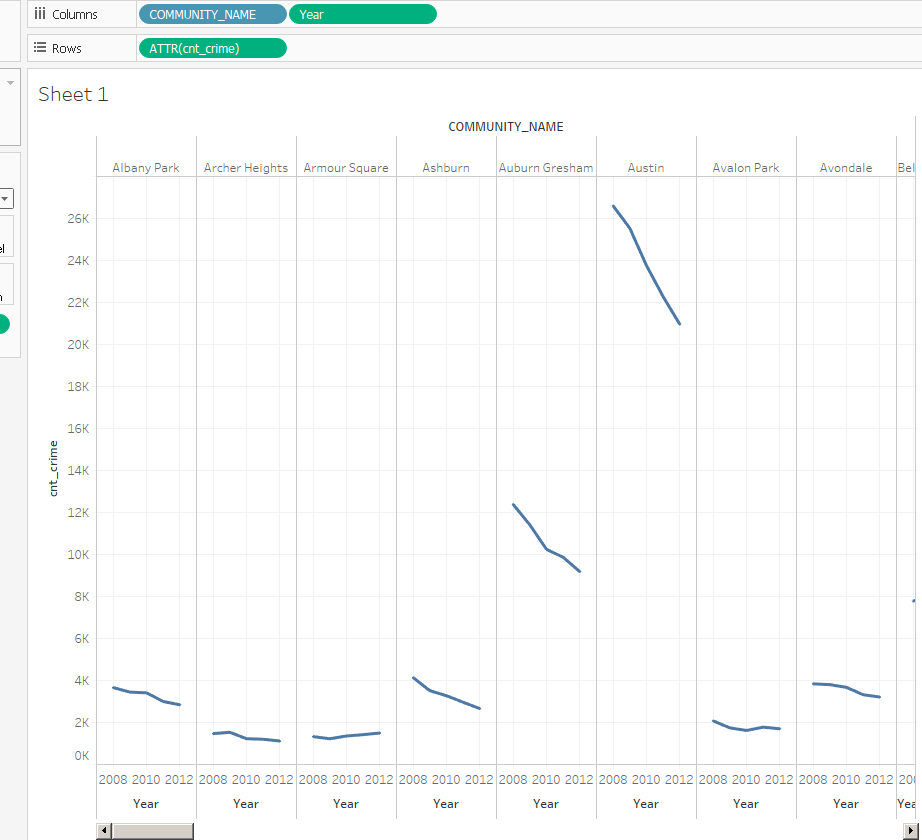 Columns COMMUNITY_NAME Year
Rows ATTR(cnt_crime)
Sheet 1
COMMUNITY_NAME
Albany Park Archer Heights Armour Square Ashburn Auburn Gresham Austin Avalon Park Avondale Bel
26K
24K
22K
20K
18K
16K
14K
12K
10K
8K
6K
4K
2K
0K
cnt_crime
2008 2010 2012 2008 2010 2012 2008 2010 2012 2008 2010 2012 2008 2010 2012 2008 2010 2012 2008 2010 2012 2008 2010 2012 200
Year Year Year Year Year Year Year Year Yea